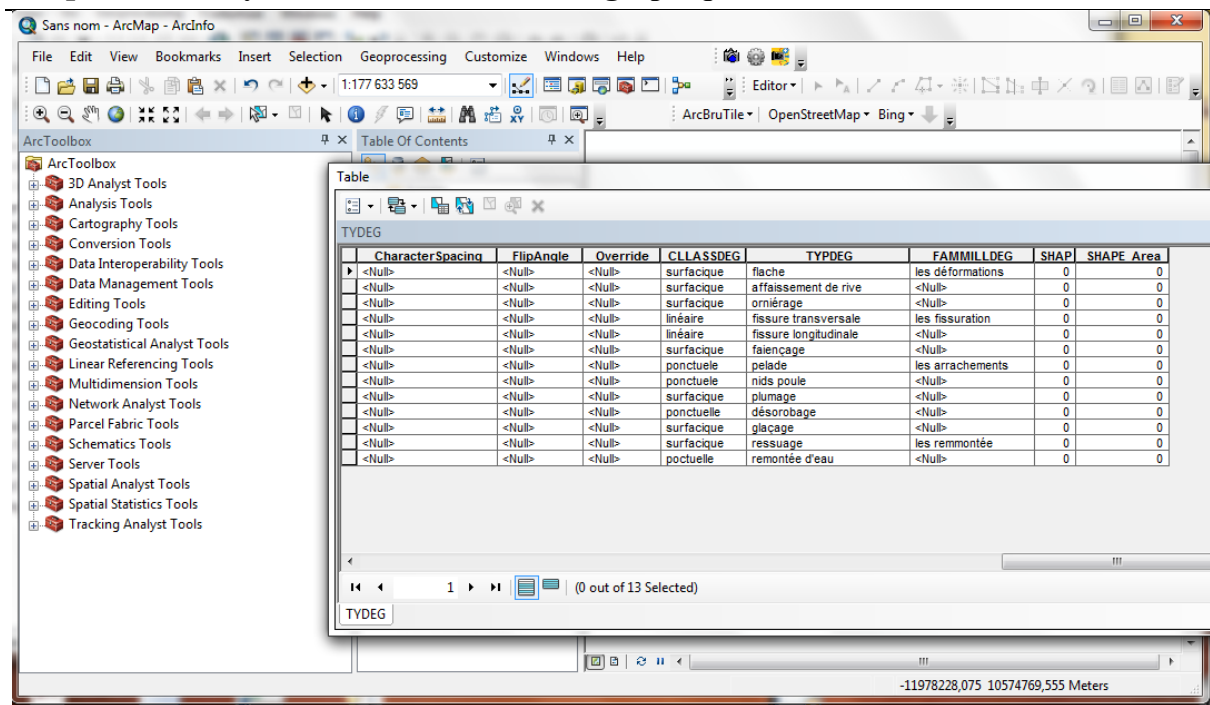 Sans nom - ArcMap - ArcInfo
File Edit View Bookmarks Insert Selection Geoprocessing Customize Windows Help
1:177 633 569 Editor
ArcBruTile OpenStreetMap Bing
ArcToolbox
Table Of Contents
ArcToolbox
3D Analyst Tools
Analysis Tools
Cartography Tools
Conversion Tools
Data Interoperability Tools
Data Management Tools
Editing Tools
Geocoding Tools
Geostatistical Analyst Tools
Linear Referencing Tools
Multidimension Tools
Network Analyst Tools
Parcel Fabric Tools
Schematics Tools
Server Tools
Spatial Analyst Tools
Spatial Statistics Tools
Tracking Analyst Tools
Table
TYDEG
CharacterSpacing FlipAngle Override CLLASSDEG TYPDEG FAMMILLDEG SHAP SHAPE_Area
<Null> <Null> <Null> surfacique flache les déformations 0 0
<Null> <Null> <Null> surfacique affaissement de rive <Null> 0 0
<Null> <Null> <Null> surfacique orniérage <Null> 0 0
<Null> <Null> <Null> linéaire fissure transversale les fissuration 0 0
<Null> <Null> <Null> linéaire fissure longitudinale <Null> 0 0
<Null> <Null> <Null> surfacique faiençage <Null> 0 0
<Null> <Null> <Null> ponctuele pelade les arrachements 0 0
<Null> <Null> <Null> ponctuele nids poule <Null> 0 0
<Null> <Null> <Null> surfacique plumage <Null> 0 0
<Null> <Null> <Null> ponctuelle désorobage <Null> 0 0
<Null> <Null> <Null> surfacique glaçage <Null> 0 0
<Null> <Null> <Null> surfacique ressuage les remmontée 0 0
<Null> <Null> <Null> poctuelle remontée d'eau <Null> 0 0
1 (0 out of 13 Selected)
TYDEG
-11978228,075 10574769,555 Meters